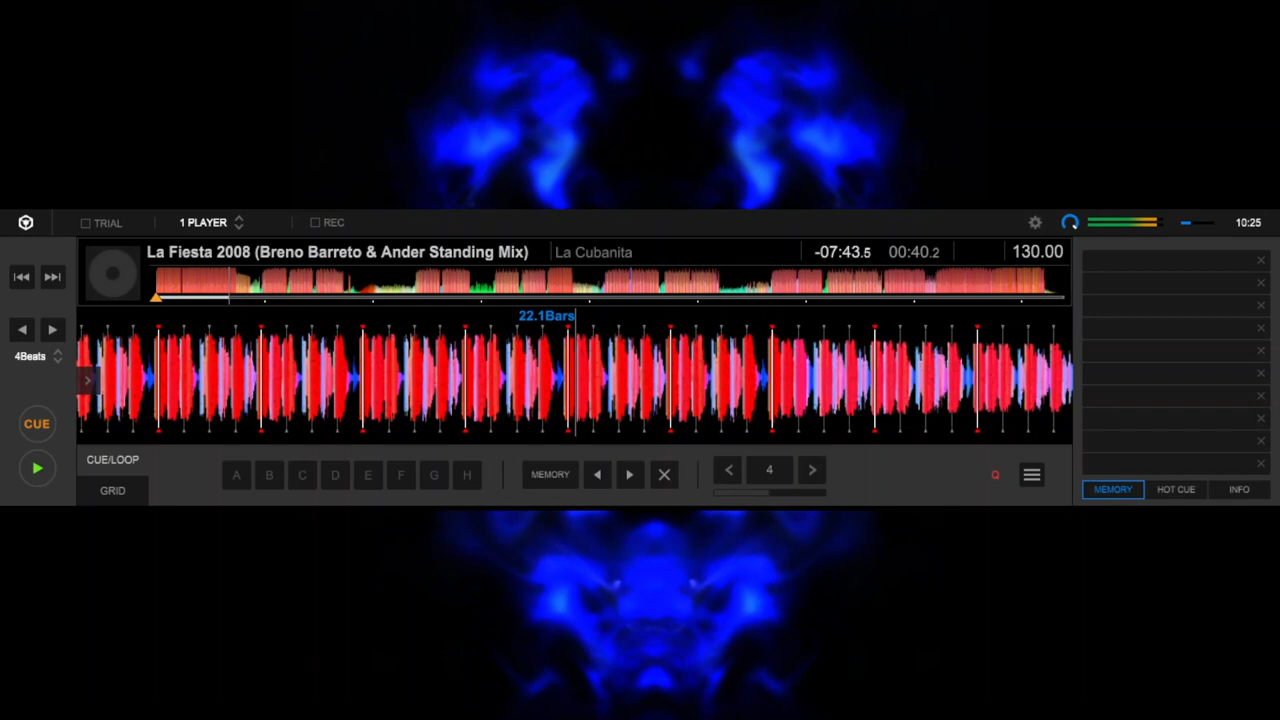 TRIAL 1 PLAYER REC 10:25
La Fiesta 2008 (Breno Barreto & Ander Standing Mix) La Cubanita -07:43.5 00:40.2 130.00
22.1Bars
4Beats
CUE
CUE/LOOP
GRID
A B C D E F G H MEMORY 4 Q
MEMORY HOT CUE INFO